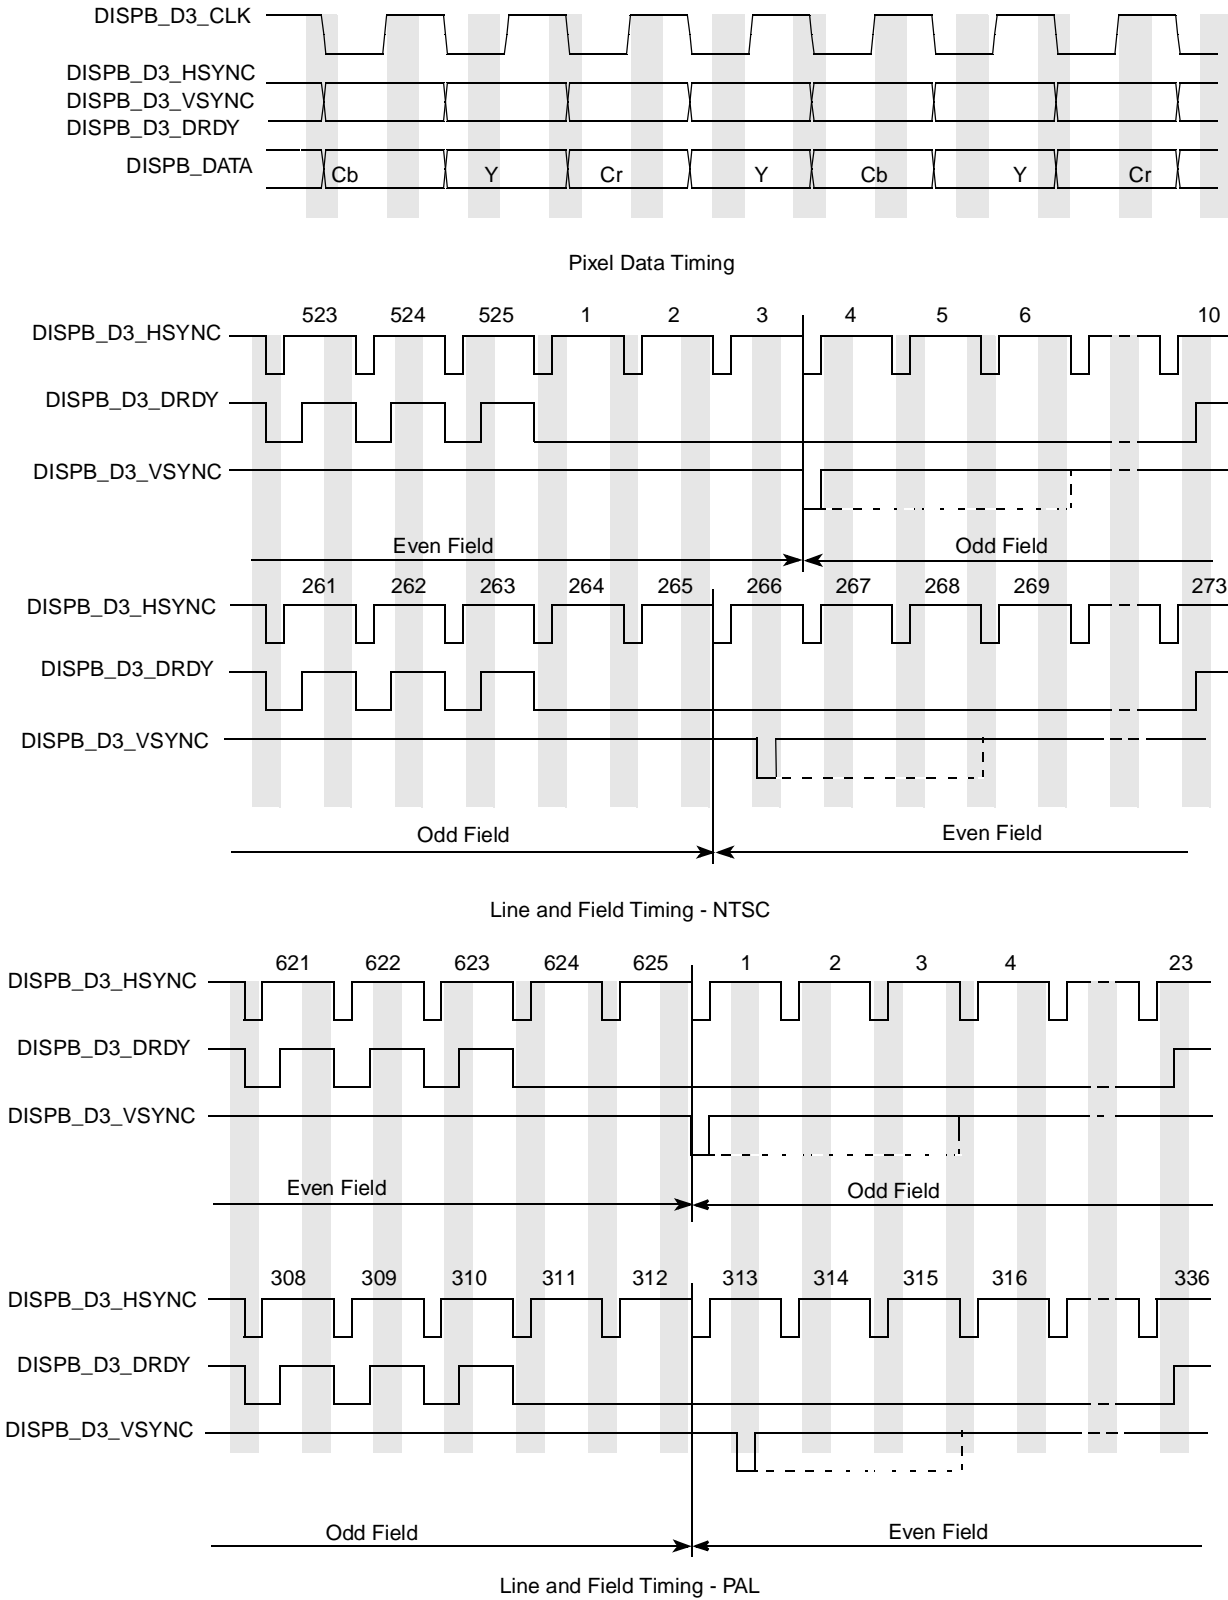 DISPB_D3_CLK
DISPB_D3_HSYNC
DISPB_D3_VSYNC
DISPB_D3_DRDY
DISPB_DATA
Cb Y Cr Y Cb Y Cr
Pixel Data Timing
523 524 525 1 2 3 4 5 6 10
DISPB_D3_HSYNC
DISPB_D3_DRDY
DISPB_D3_VSYNC
Even Field Odd Field
261 262 263 264 265 266 267 268 269 273
DISPB_D3_HSYNC
DISPB_D3_DRDY
DISPB_D3_VSYNC
Odd Field Even Field
Line and Field Timing - NTSC
621 622 623 624 625 1 2 3 4 23
DISPB_D3_HSYNC
DISPB_D3_DRDY
DISPB_D3_VSYNC
Even Field Odd Field
308 309 310 311 312 313 314 315 316 336
DISPB_D3_HSYNC
DISPB_D3_DRDY
DISPB_D3_VSYNC
Odd Field Even Field
Line and Field Timing - PAL